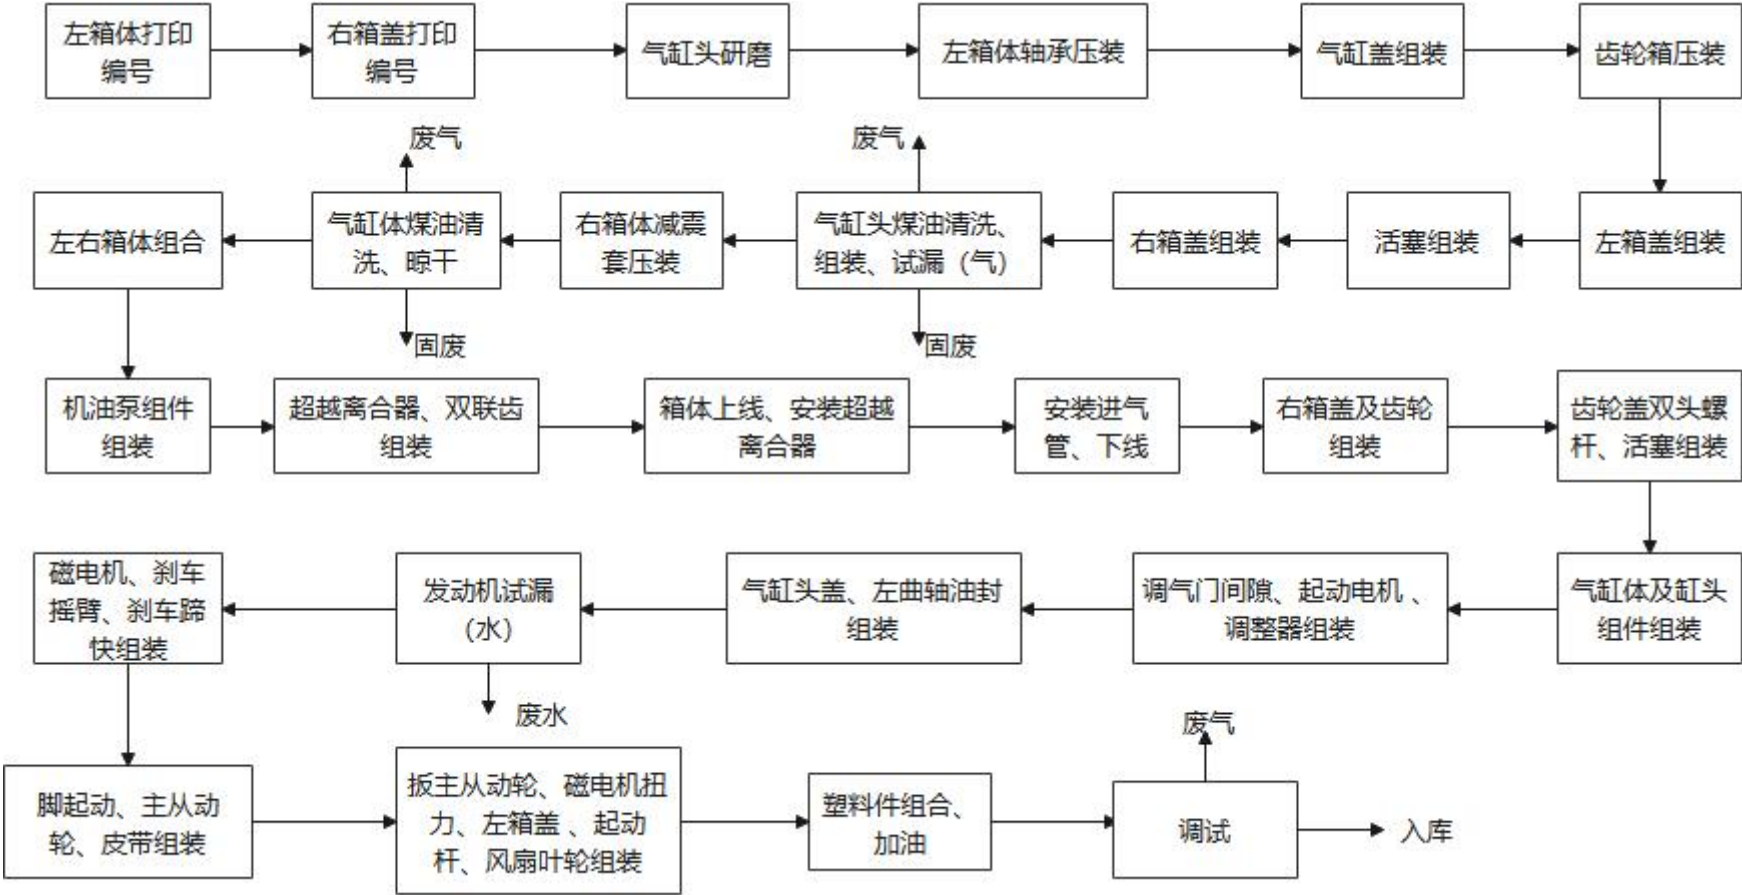 左箱体打印
编号
右箱盖打印
编号
气缸头研磨
左箱体轴承压装
气缸盖组装
齿轮箱压装
废气
废气
左右箱体组合
气缸体煤油清
洗、晾干
右箱体减震
套压装
气缸头煤油清洗、
组装、试漏（气）
右箱盖组装
活塞组装
左箱盖组装
固废
固废
机油泵组件
组装
超越离合器、双联齿
组装
箱体上线、安装超越
离合器
安装进气
管、下线
右箱盖及齿轮
组装
齿轮盖双头螺
杆、活塞组装
磁电机、刹车
摇臂、刹车蹄
快组装
发动机试漏
（水）
气缸头盖、左曲轴油封
组装
调气门间隙、起动电机 、
调整器组装
气缸体及缸头
组件组装
废水
废气
脚起动、主从动
轮、皮带组装
扳主从动轮、磁电机扭
力、左箱盖 、起动
杆、风扇叶轮组装
塑料件组合、
加油
调试
入库